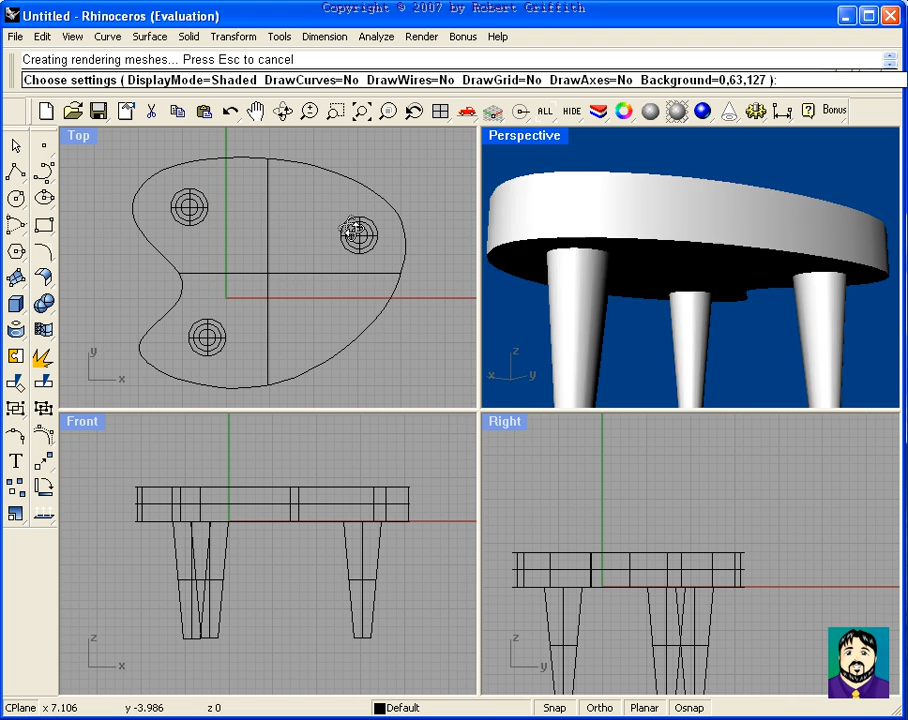 Copyright © 2007 by Robert Griffith
Untitled - Rhinoceros (Evaluation)
File Edit View Curve Surface Solid Transform Tools Dimension Analyze Render Bonus Help
Creating rendering meshes... Press Esc to cancel
Choose settings ( DisplayMode=Shaded DrawCurves=No DrawWires=No DrawGrid=No DrawAxes=No Background=0,63,127 ):
ALL HIDE Bonus
Top
Perspective
y
x
z
x y
Front
Right
T
z
x
z
y
CPlane x 7.106 y -3.986 z 0 Default Snap Ortho Planar Osnap